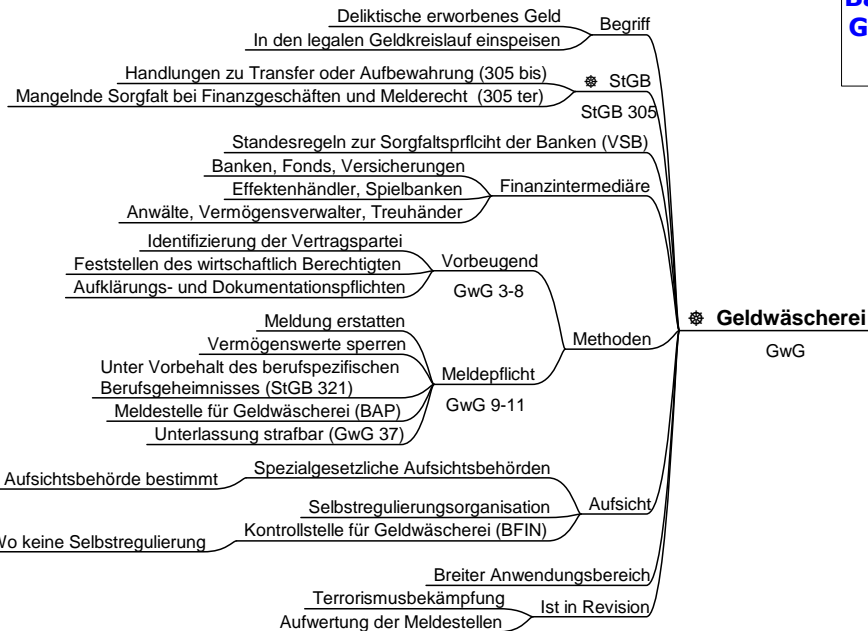 Deliktische erworbenes Geld
In den legalen Geldkreislauf einspeisen
Begriff
Handlungen zu Transfer oder Aufbewahrung (305 bis)
Mangelnde Sorgfalt bei Finanzgeschäften und Melderecht (305 ter)
StGB
StGB 305
Standesregeln zur Sorgfaltsprflciht der Banken (VSB)
Banken, Fonds, Versicherungen
Effektenhändler, Spielbanken
Anwälte, Vermögensverwalter, Treuhänder
Finanzintermediäre
Identifizierung der Vertragspartei
Feststellen des wirtschaftlich Berechtigten
Aufklärungs- und Dokumentationspflichten
Vorbeugend
GwG 3-8
Meldung erstatten
Vermögenswerte sperren
Unter Vorbehalt des berufspezifischen
Berufsgeheimnisses (StGB 321)
Meldestelle für Geldwäscherei (BAP)
Unterlassung strafbar (GwG 37)
Meldepflicht
GwG 9-11
Methoden
Geldwäscherei
GwG
Aufsichtsbehörde bestimmt
Spezialgesetzliche Aufsichtsbehörden
Selbstregulierungsorganisation
keine Selbstregulierung
Kontrollstelle für Geldwäscherei (BFIN)
Aufsicht
Breiter Anwendungsbereich
Terrorismusbekämpfung
Aufwertung der Meldestellen
Ist in Revision